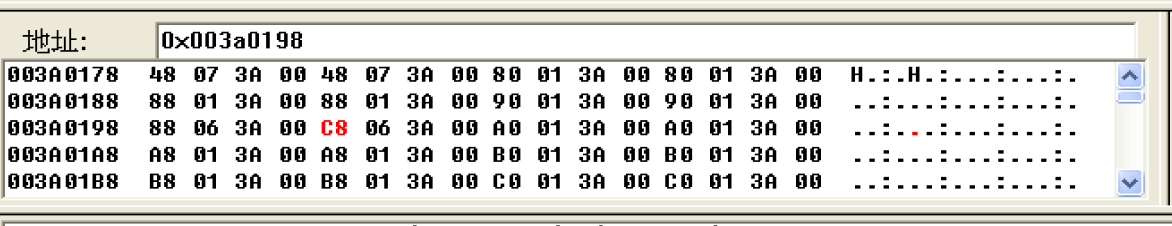 地址: 0x003a0198
003A0178 48 07 3A 00 48 07 3A 00 80 01 3A 00 80 01 3A 00 H.:.H.:...:...:.
003A0188 88 01 3A 00 88 01 3A 00 90 01 3A 00 90 01 3A 00 ..:...:...:...:.
003A0198 88 06 3A 00 C8 06 3A 00 A0 01 3A 00 A0 01 3A 00 ..:...:...:...:.
003A01A8 A8 01 3A 00 A8 01 3A 00 B0 01 3A 00 B0 01 3A 00 ..:...:...:...:.
003A01B8 B8 01 3A 00 B8 01 3A 00 C0 01 3A 00 C0 01 3A 00 ..:...:...:...:.